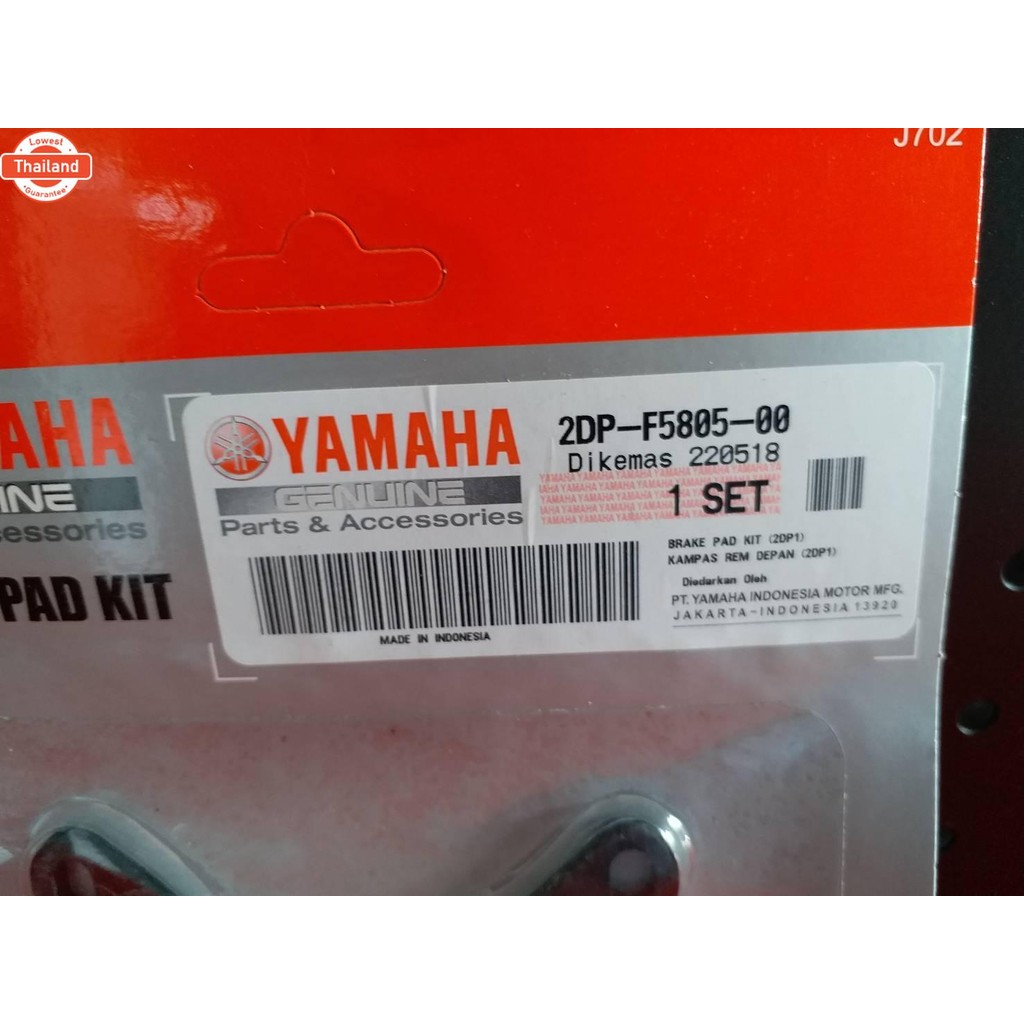 Lowest
Thailand
Guarantee
J702
AHA
INE
cessories
PAD KIT
YAMAHA
GENUINE
Parts & Accessories
2DP-F5805-00
Dikemas 220518
1 SET
BRAKE PAD KIT (2DP1)
KAMPAS REM DEPAN (2DP1)
Diedarkan Oleh
PT. YAMAHA INDONESIA MOTOR MFG.
JAKARTA-INDONESIA 13920
MADE IN INDONESIA